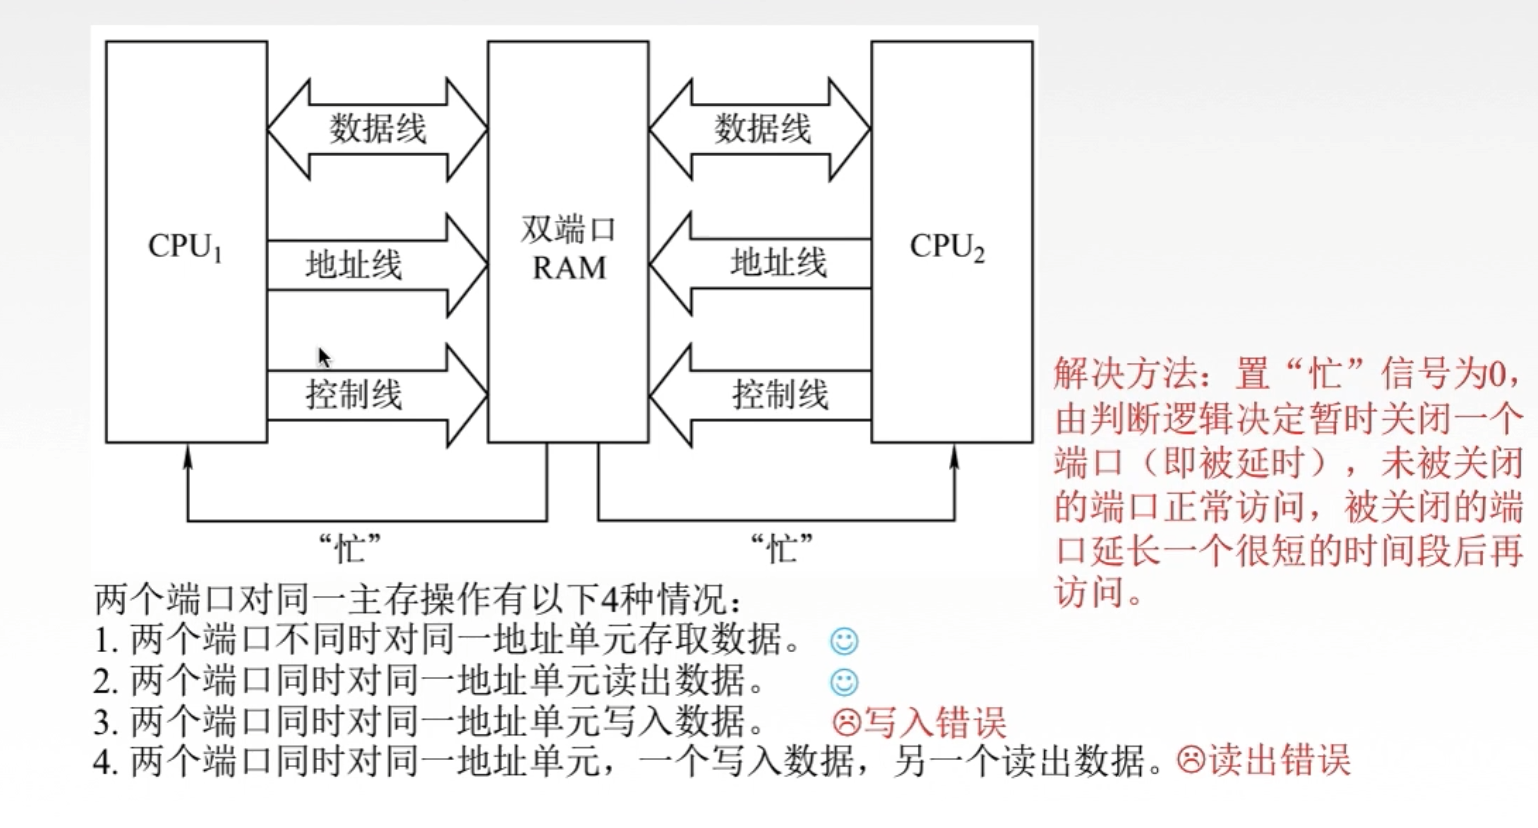 数据线
数据线
CPU1
双端口
RAM
CPU2
地址线
地址线
控制线
控制线
“忙”
“忙”
解决方法：置“忙”信号为0，
由判断逻辑决定暂时关闭一个
端口（即被延时），未被关闭
的端口正常访问，被关闭的端
口延长一个很短的时间段后再
访问。
两个端口对同一主存操作有以下4种情况：
1. 两个端口不同时对同一地址单元存取数据。
2. 两个端口同时对同一地址单元读出数据。
3. 两个端口同时对同一地址单元写入数据。 写入错误
4. 两个端口同时对同一地址单元，一个写入数据，另一个读出数据。读出错误